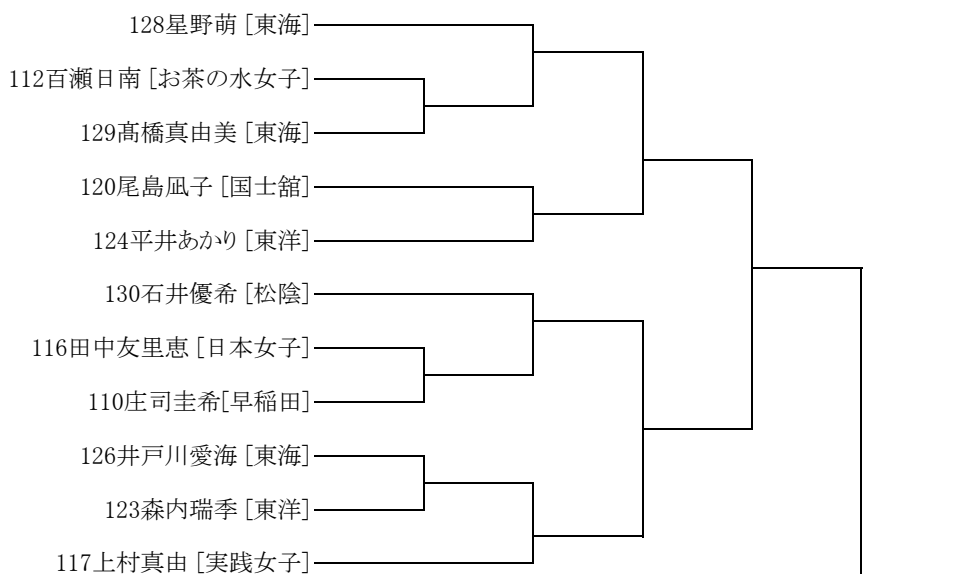 128星野萌 [東海]
112百瀬日南 [お茶の水女子]
129髙橋真由美 [東海]
120尾島凪子 [国士舘]
124平井あかり [東洋]
130石井優希 [松陰]
116田中友里恵 [日本女子]
110庄司圭希[早稲田]
126井戸川愛海 [東海]
123森内瑞季 [東洋]
117上村真由 [実践女子]